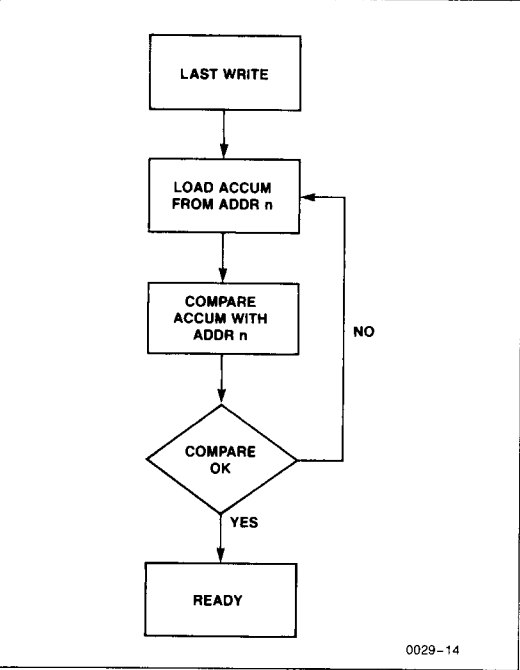 LAST WRITE
LOAD ACCUM
FROM ADDR n
COMPARE
ACCUM WITH
ADDR n
NO
COMPARE
OK
YES
READY
0029-14